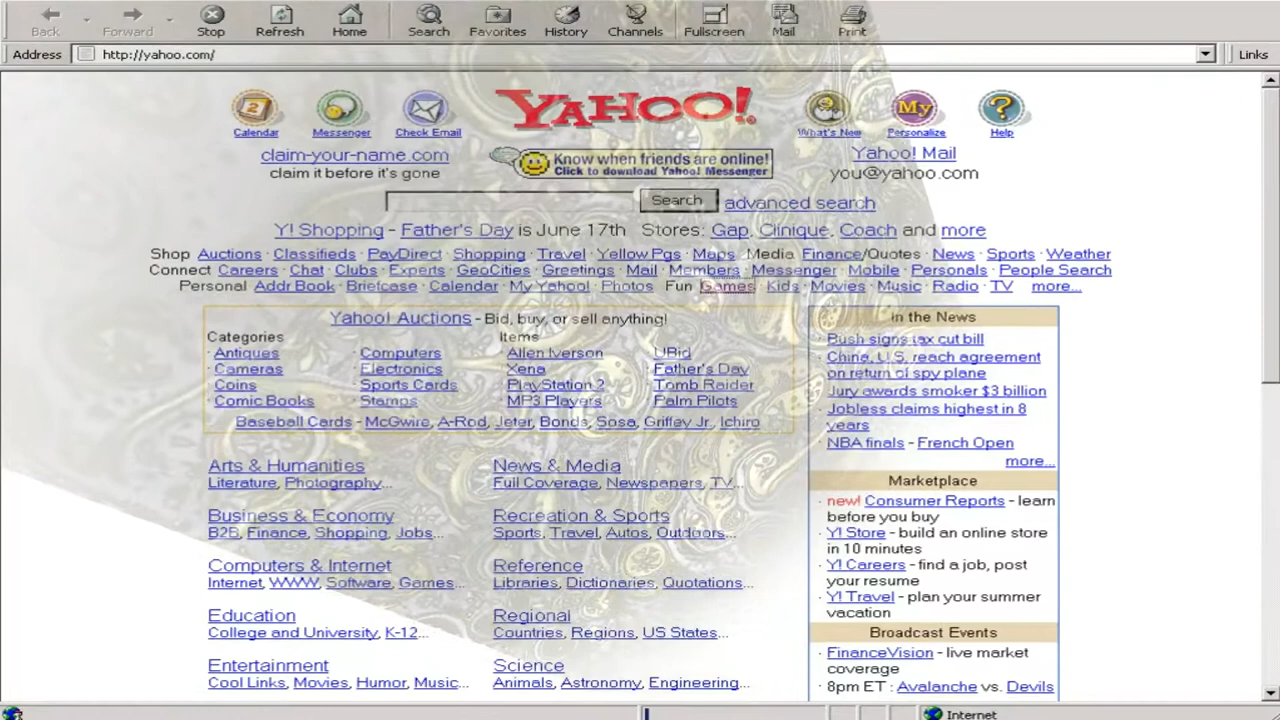 Back Forward Stop Refresh Home Search Favorites History Channels Fullscreen Mail Print
Address http://yahoo.com/ Links
2 YAHOO! My ?
Calendar Messenger Check Email What's New Personalize Help
claim-your-name.com
claim it before it's gone
Know when friends are online!
Click to download Yahoo! Messenger
Yahoo! Mail
you@yahoo.com
Search advanced search
Y! Shopping - Father's Day is June 17th Stores: Gap, Clinique, Coach and more
Shop Auctions · Classifieds · PayDirect · Shopping · Travel · Yellow Pgs · Maps Media Finance/Quotes · News · Sports · Weather
Connect Careers · Chat · Clubs · Experts · GeoCities · Greetings · Mail · Members · Messenger · Mobile · Personals · People Search
Personal Addr Book · Briefcase · Calendar · My Yahoo! · Photos Fun Games · Kids · Movies · Music · Radio · TV more...
Yahoo! Auctions - Bid, buy, or sell anything!
Categories Items
· Antiques · Computers · Allen Iverson · UBid
· Cameras · Electronics · Xena · Father's Day
· Coins · Sports Cards · PlayStation 2 · Tomb Raider
· Comic Books · Stamps · MP3 Players · Palm Pilots
Baseball Cards - McGwire, A-Rod, Jeter, Bonds, Sosa, Griffey Jr., Ichiro
Arts & Humanities
Literature, Photography...
News & Media
Full Coverage, Newspapers, TV...
Business & Economy
B2B, Finance, Shopping, Jobs...
Recreation & Sports
Sports, Travel, Autos, Outdoors...
Computers & Internet
Internet, WWW, Software, Games...
Reference
Libraries, Dictionaries, Quotations...
Education
College and University, K-12...
Regional
Countries, Regions, US States...
Entertainment
Cool Links, Movies, Humor, Music...
Science
Animals, Astronomy, Engineering...
In the News
· Bush signs tax cut bill
· China, U.S. reach agreement
on return of spy plane
· Jury awards smoker $3 billion
· Jobless claims highest in 8
years
· NBA finals - French Open
more...
Marketplace
· new! Consumer Reports - learn
before you buy
· Y! Store - build an online store
in 10 minutes
· Y! Careers - find a job, post
your resume
· Y! Travel - plan your summer
vacation
Broadcast Events
· FinanceVision - live market
coverage
· 8pm ET : Avalanche vs. Devils
Internet